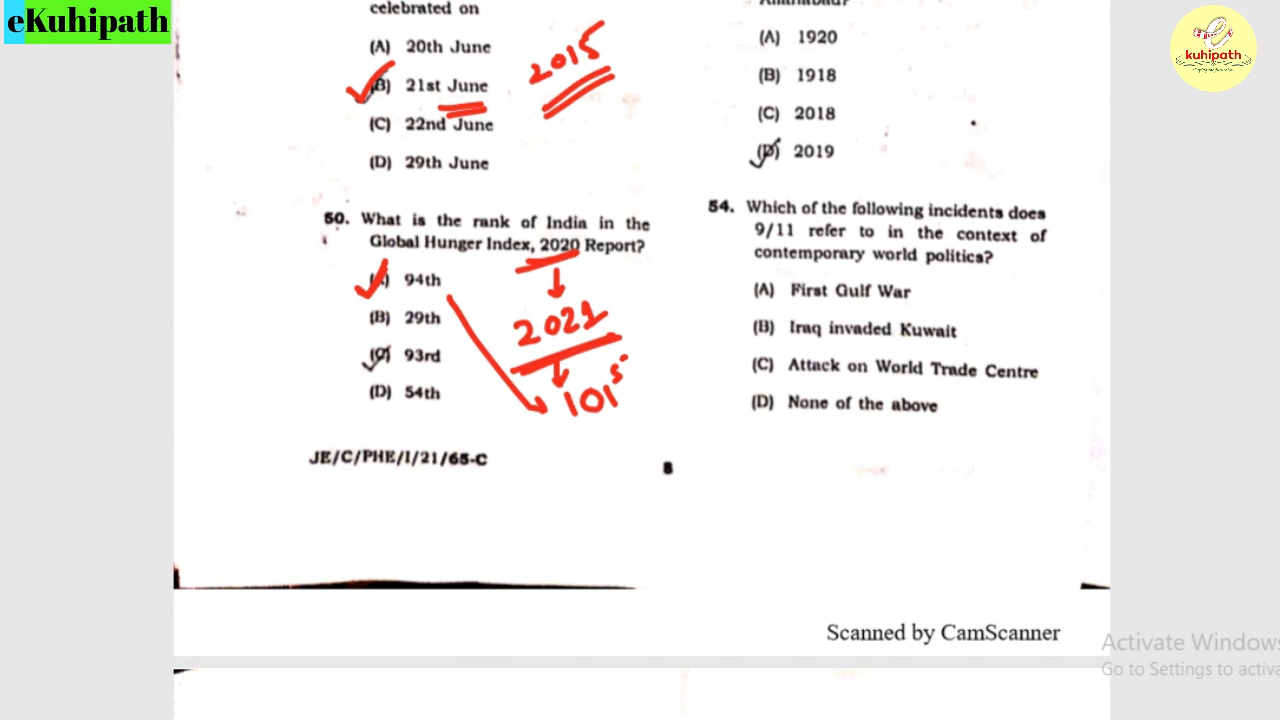 eKuhipath
kuhipath
celebrated on
(A) 20th June
(B) 21st June
(C) 22nd June
(D) 29th June
2015
50. What is the rank of India in the
Global Hunger Index, 2020 Report?
(A) 94th
(B) 29th
(C) 93rd
(D) 54th
2021
101
JE/C/PHE/I/21/65-C
8
(A) 1920
(B) 1918
(C) 2018
(D) 2019
54. Which of the following incidents does
9/11 refer to in the context of
contemporary world politics?
(A) First Gulf War
(B) Iraq invaded Kuwait
(C) Attack on World Trade Centre
(D) None of the above
Scanned by CamScanner
Activate Windows
Go to Settings to activa